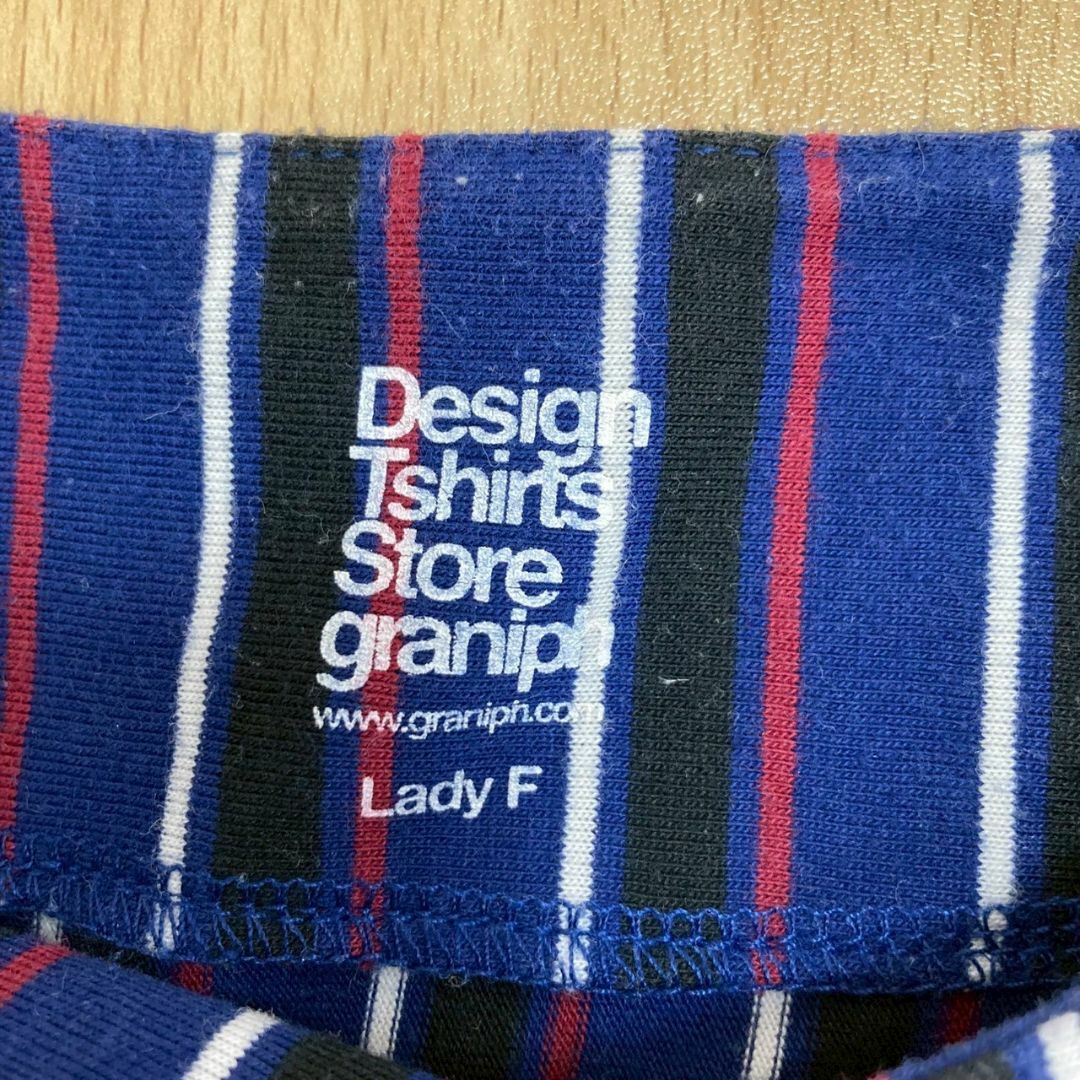 Design
Tshirts
Store
graniph
www.graniph.com
Lady F